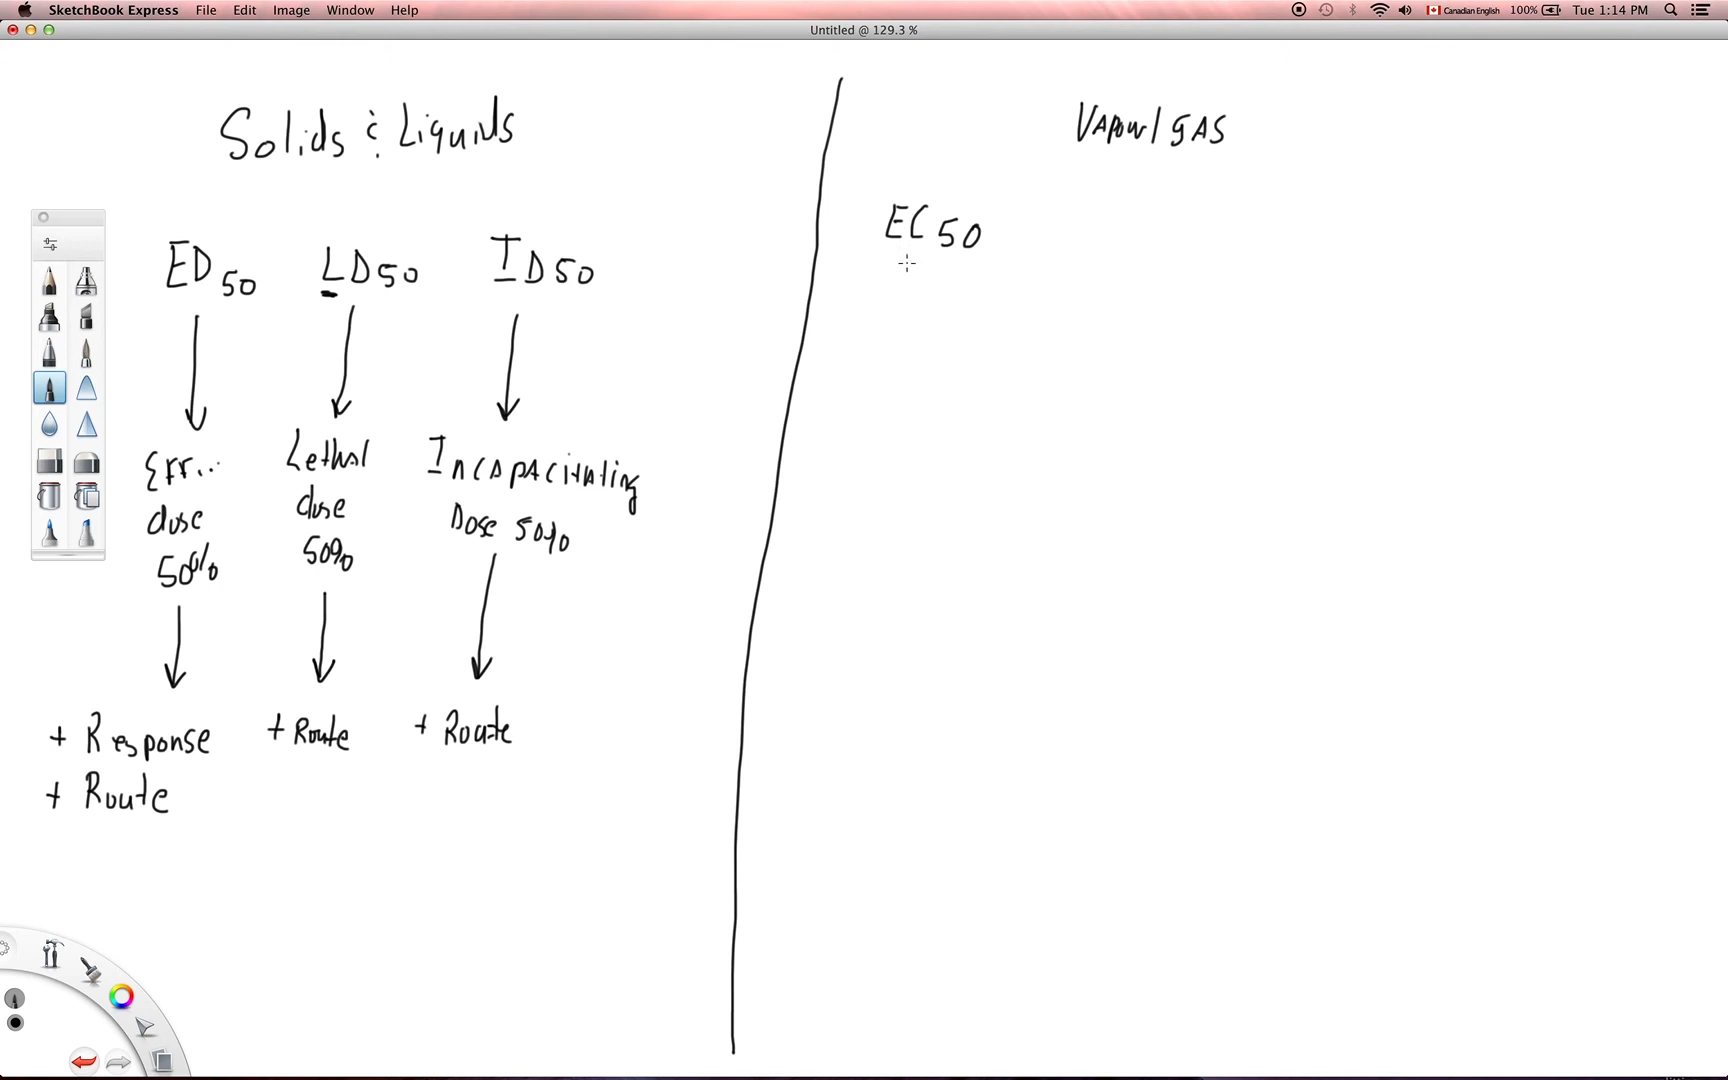 SketchBook Express File Edit Image Window Help Canadian English 100% Tue 1:14 PM
Untitled @ 129.3 %
Solids & Liquids
ED50 LD50 ID50
Eff...
dose
50%
Lethal
dose
50%
Incapacitating
Dose 50%
+ Response
+ Route
+ Route
+ Route
Vapour/gAS
EC50